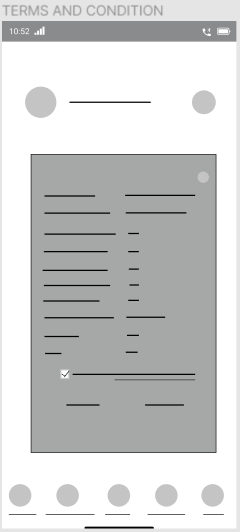 TERMS AND CONDITION
10:52